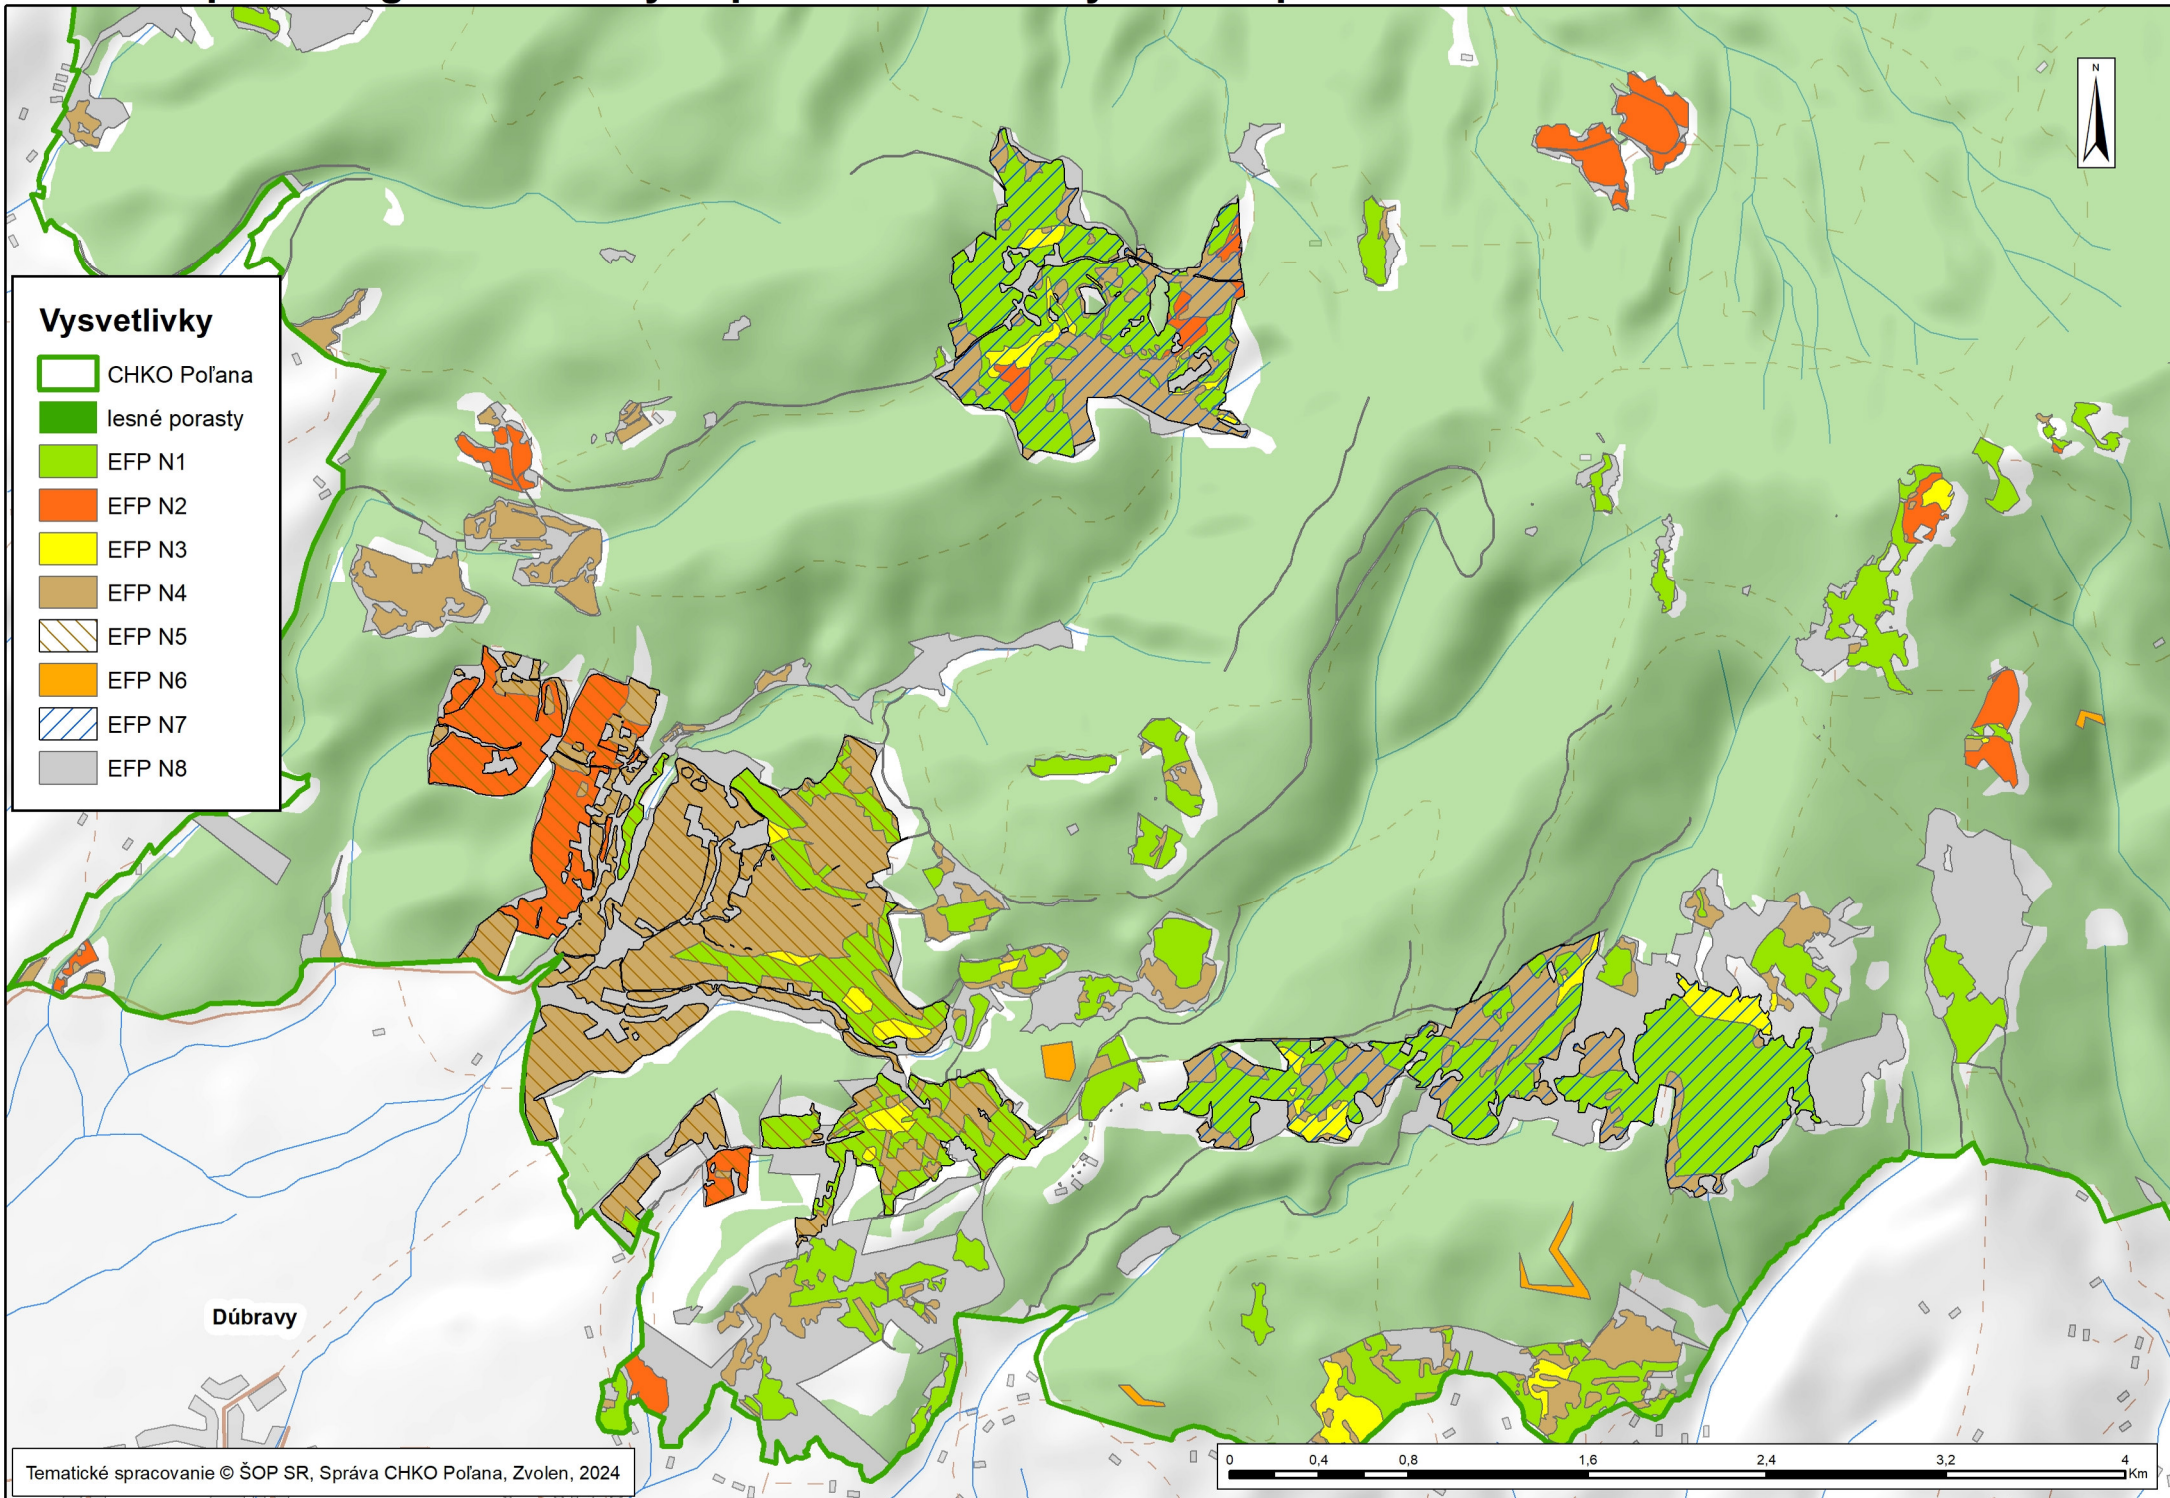 N
Vysvetlivky
CHKO Poľana
lesné porasty
EFP N1
EFP N2
EFP N3
EFP N4
EFP N5
EFP N6
EFP N7
EFP N8
Dúbravy
Tematické spracovanie © ŠOP SR, Správa CHKO Poľana, Zvolen, 2024
0 0,4 0,8 1,6 2,4 3,2 4
Km